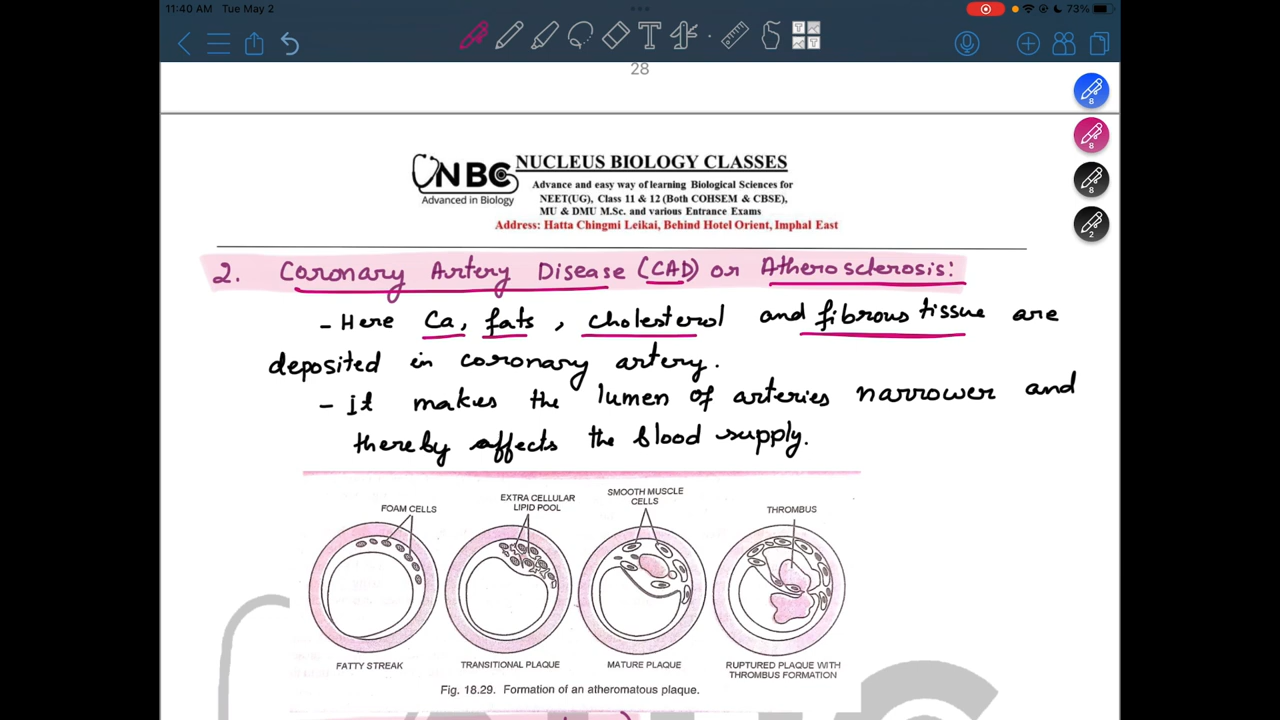 11:40 AM Tue May 2
73%
28
NBC
Advanced in Biology
NUCLEUS BIOLOGY CLASSES
Advance and easy way of learning Biological Sciences for
NEET(UG), Class 11 & 12 (Both COHSEM & CBSE),
MU & DMU M.Sc. and various Entrance Exams
Address: Hatta Chingmi Leikai, Behind Hotel Orient, Imphal East
8
8
8
2
2. Coronary Artery Disease (CAD) or Atherosclerosis:
- Here Ca, fats, cholesterol and fibrous tissue are
deposited in coronary artery.
- It makes the lumen of arteries narrower and
thereby affects the blood supply.
FOAM CELLS
EXTRA CELLULAR
LIPID POOL
SMOOTH MUSCLE
CELLS
THROMBUS
FATTY STREAK
TRANSITIONAL PLAQUE
MATURE PLAQUE
RUPTURED PLAQUE WITH
THROMBUS FORMATION
Fig. 18.29. Formation of an atheromatous plaque.